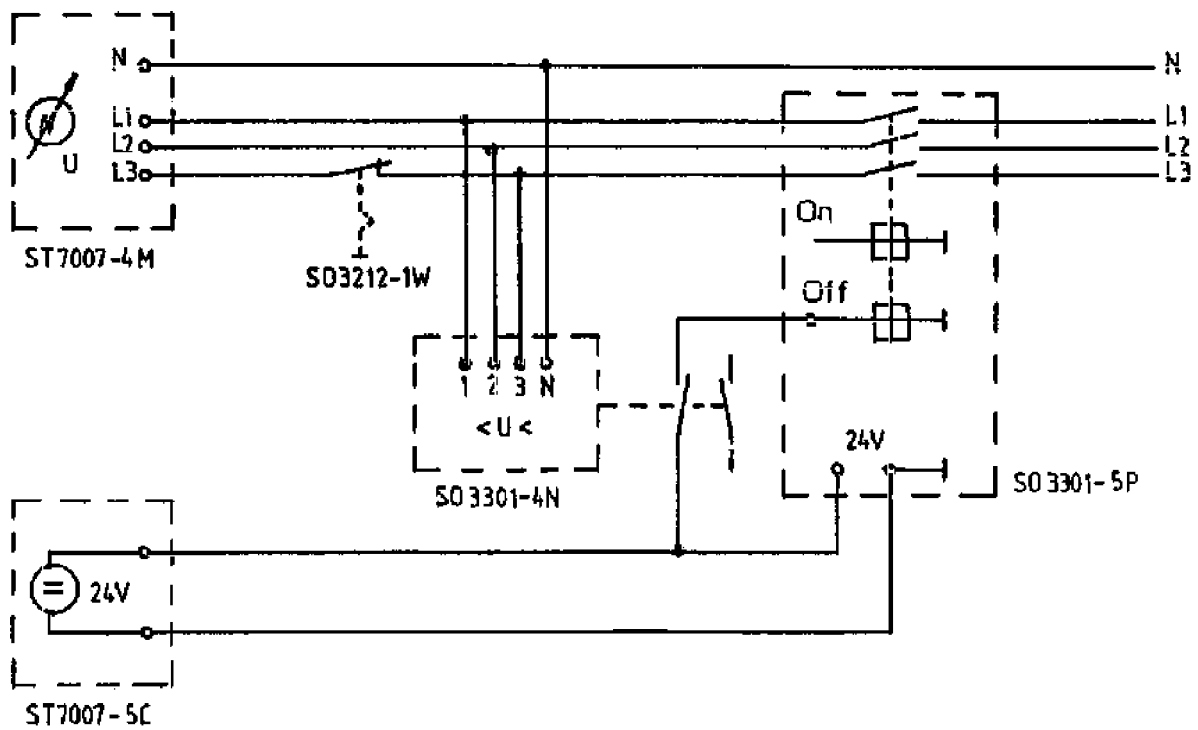 N N
L1 L1
L2 L2
L3 L3
U
On
ST7007-4M
SO3212-1W
Off
1 2 3 N
<U<
24V
SO3301-4N
SO3301-5P
24V
ST7007-5C